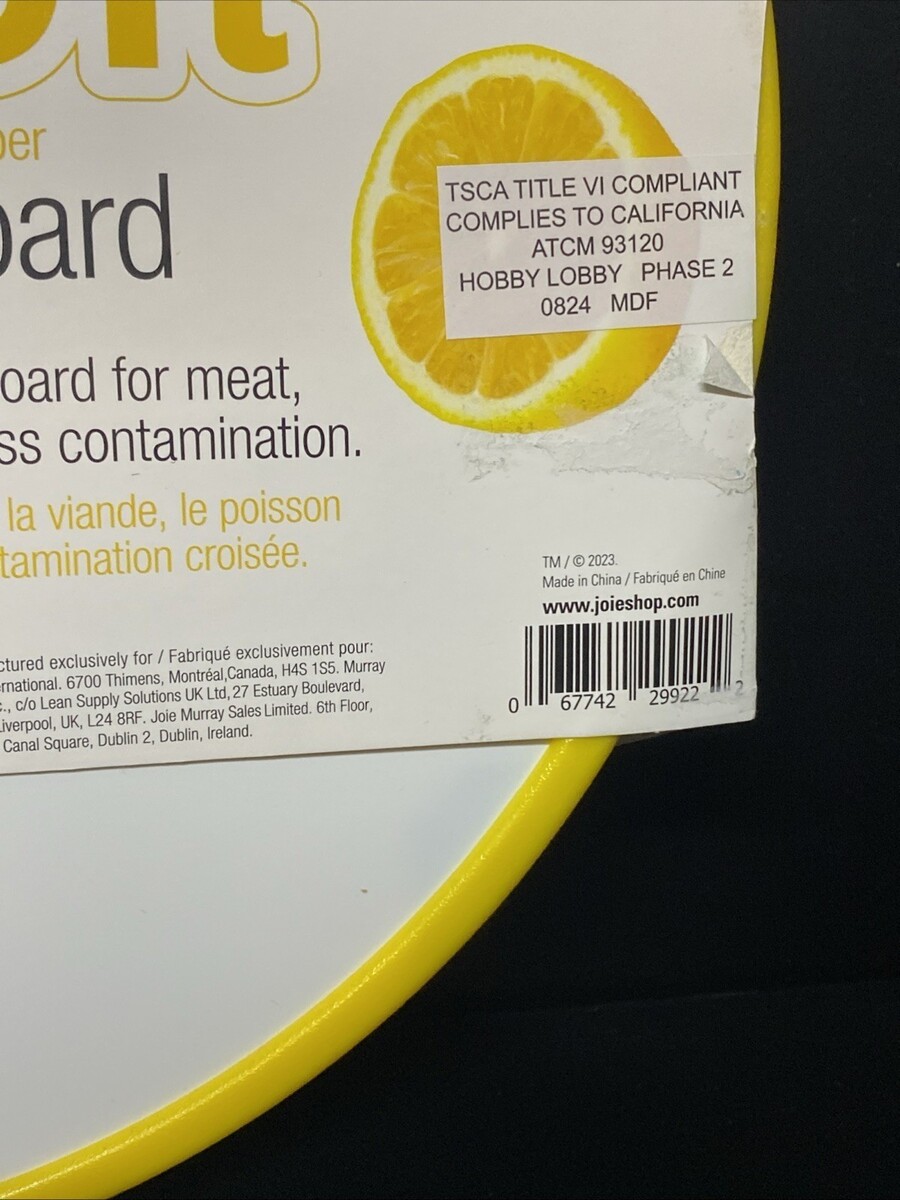 per
oard
TSCA TITLE VI COMPLIANT
COMPLIES TO CALIFORNIA
ATCM 93120
HOBBY LOBBY PHASE 2
0824 MDF
oard for meat,
ss contamination.
la viande, le poisson
tamination croisée.
TM / © 2023.
Made in China / Fabriqué en Chine
www.joieshop.com
ctured exclusively for / Fabriqué exclusivement pour:
rnational. 6700 Thimens, Montréal,Canada, H4S 1S5. Murray
c., c/o Lean Supply Solutions UK Ltd, 27 Estuary Boulevard,
Liverpool, UK, L24 8RF. Joie Murray Sales Limited. 6th Floor,
Canal Square, Dublin 2, Dublin, Ireland.
0 67742 29922 2